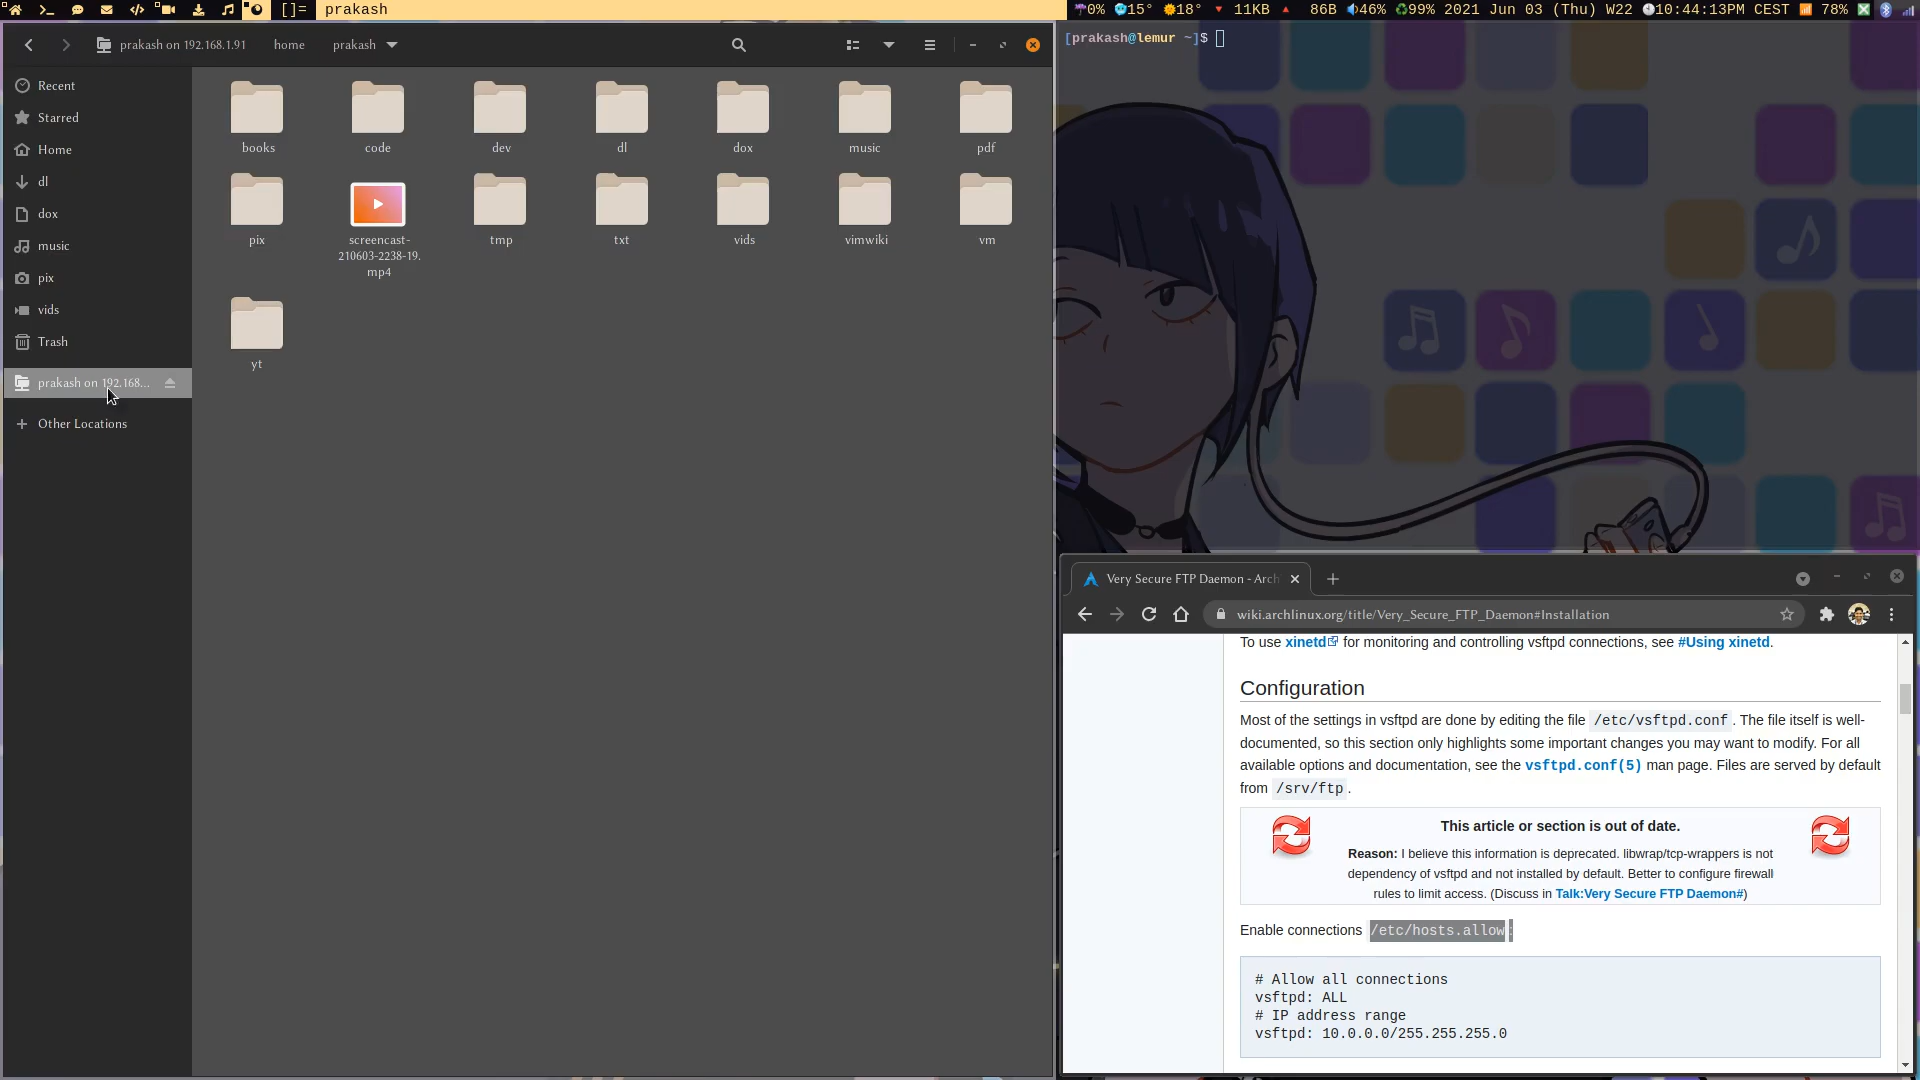 []= prakash 0% 15° 18° 11KB 86B 46% 99% 2021 Jun 03 (Thu) W22 10:44:13PM CEST 78%
prakash on 192.168.1.91 home prakash
Recent
Starred
Home
dl
dox
music
pix
vids
Trash
prakash on 192.168...
Other Locations
books code dev dl dox music pdf
pix screencast-210603-2238-19.mp4 tmp txt vids vimwiki vm
yt
[prakash@lemur ~]$
Very Secure FTP Daemon - Arch
wiki.archlinux.org/title/Very_Secure_FTP_Daemon#Installation
To use xinetd for monitoring and controlling vsftpd connections, see #Using xinetd.
Configuration
Most of the settings in vsftpd are done by editing the file /etc/vsftpd.conf. The file itself is well-
documented, so this section only highlights some important changes you may want to modify. For all
available options and documentation, see the vsftpd.conf(5) man page. Files are served by default
from /srv/ftp.
This article or section is out of date.
Reason: I believe this information is deprecated. libwrap/tcp-wrappers is not
dependency of vsftpd and not installed by default. Better to configure firewall
rules to limit access. (Discuss in Talk:Very Secure FTP Daemon#)
Enable connections /etc/hosts.allow:
# Allow all connections
vsftpd: ALL
# IP address range
vsftpd: 10.0.0.0/255.255.255.0